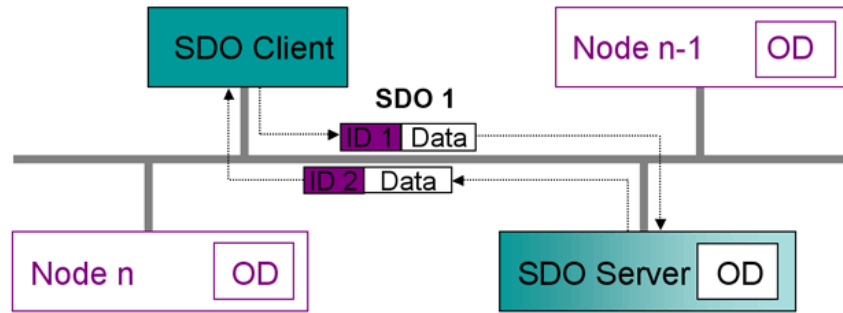 SDO Client
Node n-1 OD
SDO 1
ID 1 Data
ID 2 Data
Node n OD
SDO Server OD